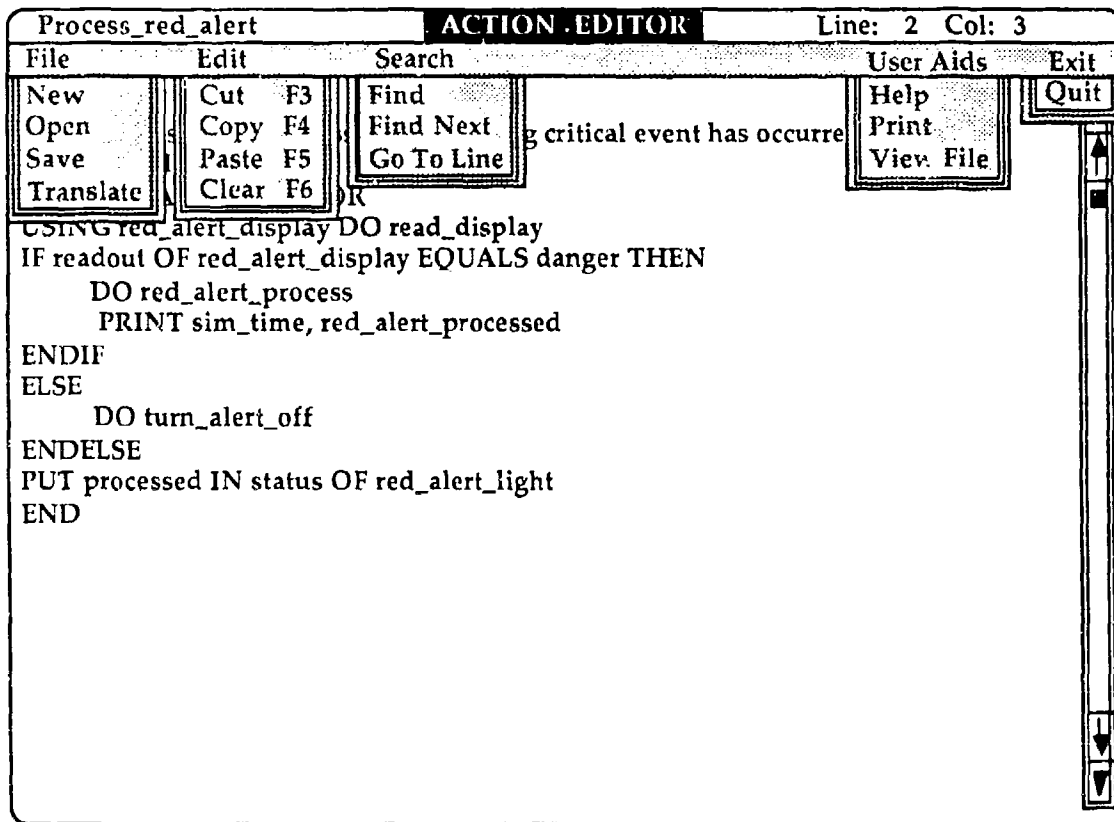 Process_red_alert ACTION EDITOR Line: 2 Col: 3
File Edit Search User Aids Exit
New Cut F3 Find Help Quit
Open Copy F4 Find Next g critical event has occurre Print
Save Paste F5 Go To Line View File
Translate Clear F6 OR
USING red_alert_display DO read_display
IF readout OF red_alert_display EQUALS danger THEN
DO red_alert_process
PRINT sim_time, red_alert_processed
ENDIF
ELSE
DO turn_alert_off
ENDELSE
PUT processed IN status OF red_alert_light
END